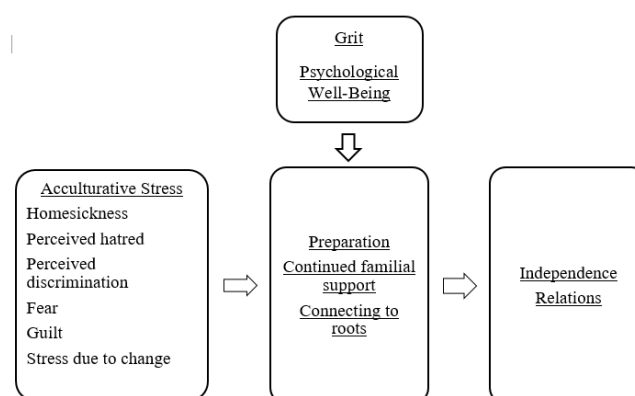 Grit
Psychological
Well-Being
Acculturative Stress
Homesickness
Perceived hatred
Perceived
discrimination
Fear
Guilt
Stress due to change
Preparation
Continued familial
support
Connecting to
roots
Independence
Relations